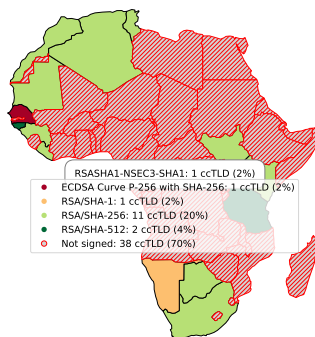 RSASHA1-NSEC3-SHA1: 1 ccTLD (2%)
ECDSA Curve P-256 with SHA-256: 1 ccTLD (2%)
RSA/SHA-1: 1 ccTLD (2%)
RSA/SHA-256: 11 ccTLD (20%)
RSA/SHA-512: 2 ccTLD (4%)
Not signed: 38 ccTLD (70%)